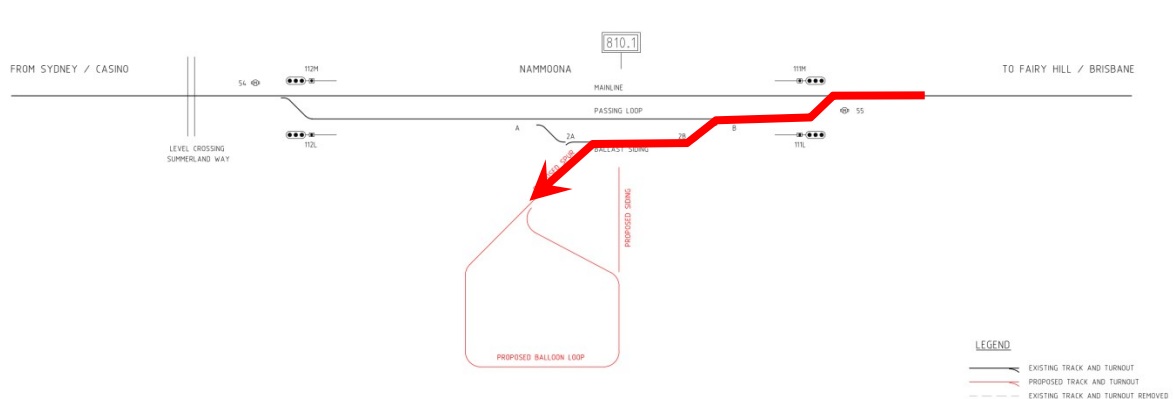 810.1
FROM SYDNEY / CASINO
112M
NAMMOONA
111M
TO FAIRY HILL / BRISBANE
54
MAINLINE
PASSING LOOP
55
A
2A
2B
B
LEVEL CROSSING
SUMMERLAND WAY
112L
BALLAST SIDING
111L
SPUR
PROPOSED SIDING
PROPOSED BALLOON LOOP
LEGEND
EXISTING TRACK AND TURNOUT
PROPOSED TRACK AND TURNOUT
EXISTING TRACK AND TURNOUT REMOVED